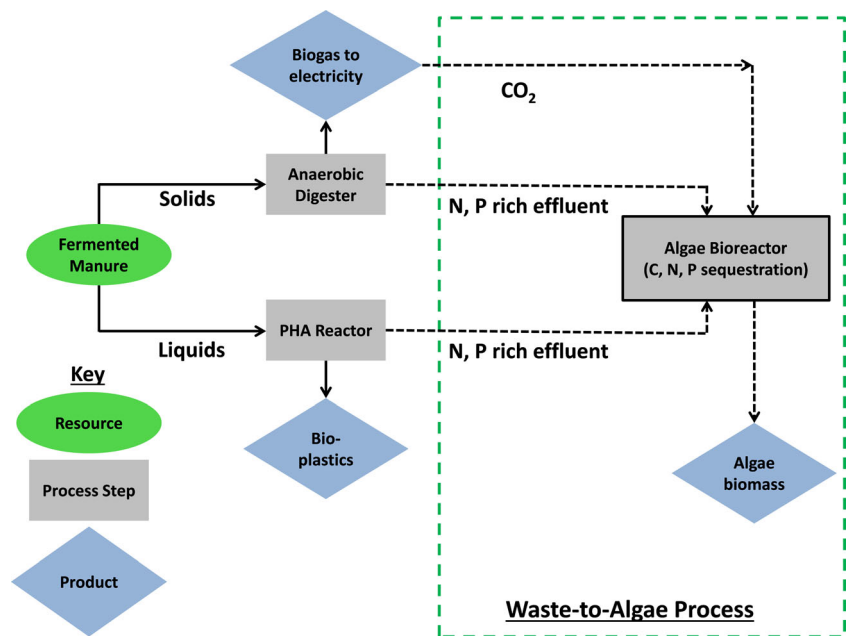 Biogas to
electricity
CO₂
Anaerobic
Digester
Solids
N, P rich effluent
Fermented
Manure
Algae Bioreactor
(C, N, P sequestration)
PHA Reactor
Liquids
N, P rich effluent
Key
Resource
Bio-
plastics
Algae
biomass
Process Step
Product
Waste-to-Algae Process